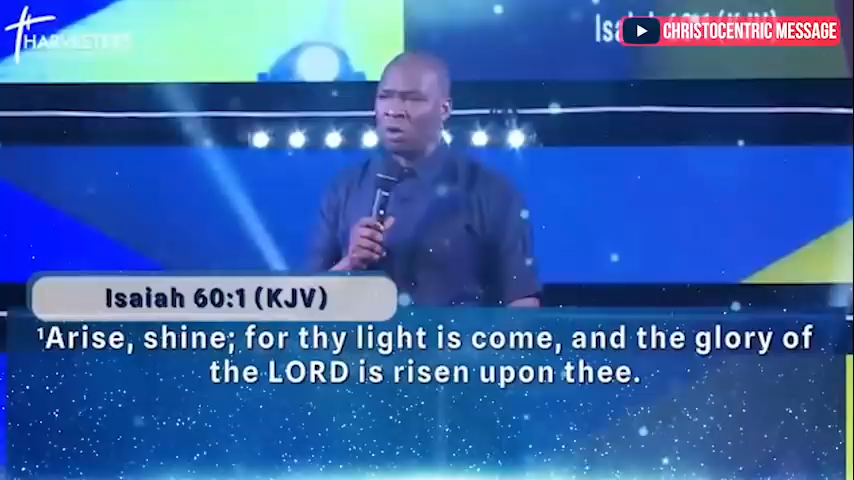 HARVESTERS
CHRISTOCENTRIC MESSAGE
Isaiah 60:1 (KJV)
¹Arise, shine; for thy light is come, and the glory of
the LORD is risen upon thee.